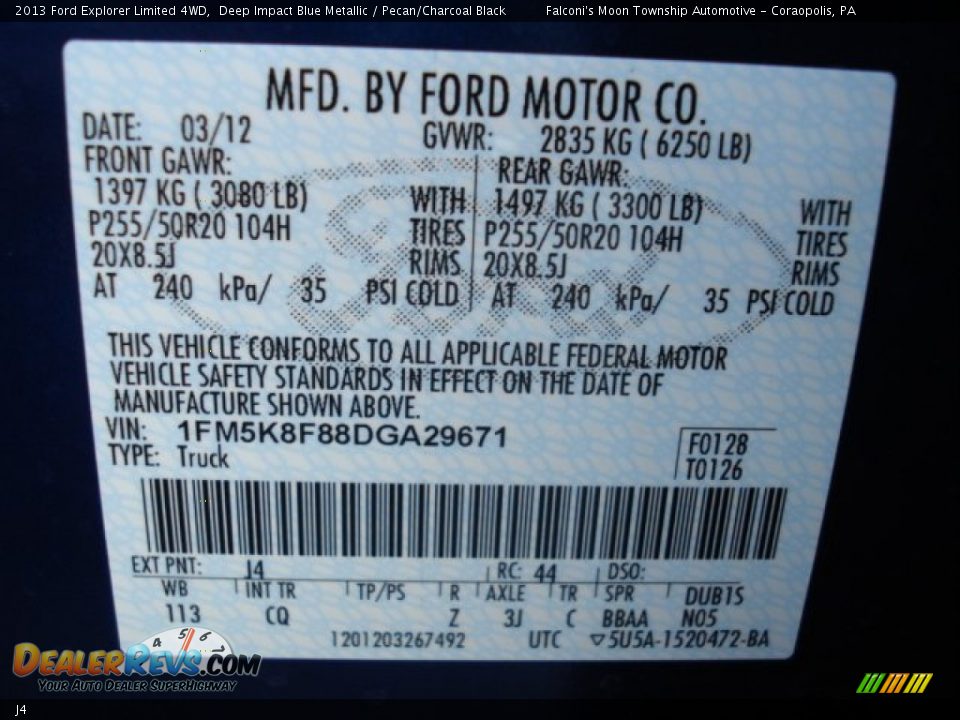 2013 Ford Explorer Limited 4WD, Deep Impact Blue Metallic / Pecan/Charcoal Black Falconi's Moon Township Automotive - Coraopolis, PA
MFD. BY FORD MOTOR CO.
DATE: 03/12 GVWR: 2835 KG ( 6250 LB)
FRONT GAWR: REAR GAWR:
1397 KG ( 3080 LB) WITH 1497 KG ( 3300 LB) WITH
P255/50R20 104H TIRES P255/50R20 104H TIRES
20X8.5J RIMS 20X8.5J RIMS
AT 240 kPa/ 35 PSI COLD AT 240 kPa/ 35 PSI COLD
THIS VEHICLE CONFORMS TO ALL APPLICABLE FEDERAL MOTOR
VEHICLE SAFETY STANDARDS IN EFFECT ON THE DATE OF
MANUFACTURE SHOWN ABOVE.
VIN: 1FM5K8F88DGA29671
TYPE: Truck
F0128
T0126
EXT PNT: J4 RC: 44 DSO:
WB INT TR TP/PS R AXLE TR SPR DUB1S
113 CQ Z 3J C BBAA N05
1201203267492 UTC ▽5U5A-1520472-BA
4 5 6 7
DEALERREVS.COM
Your Auto Dealer SuperHighway
J4